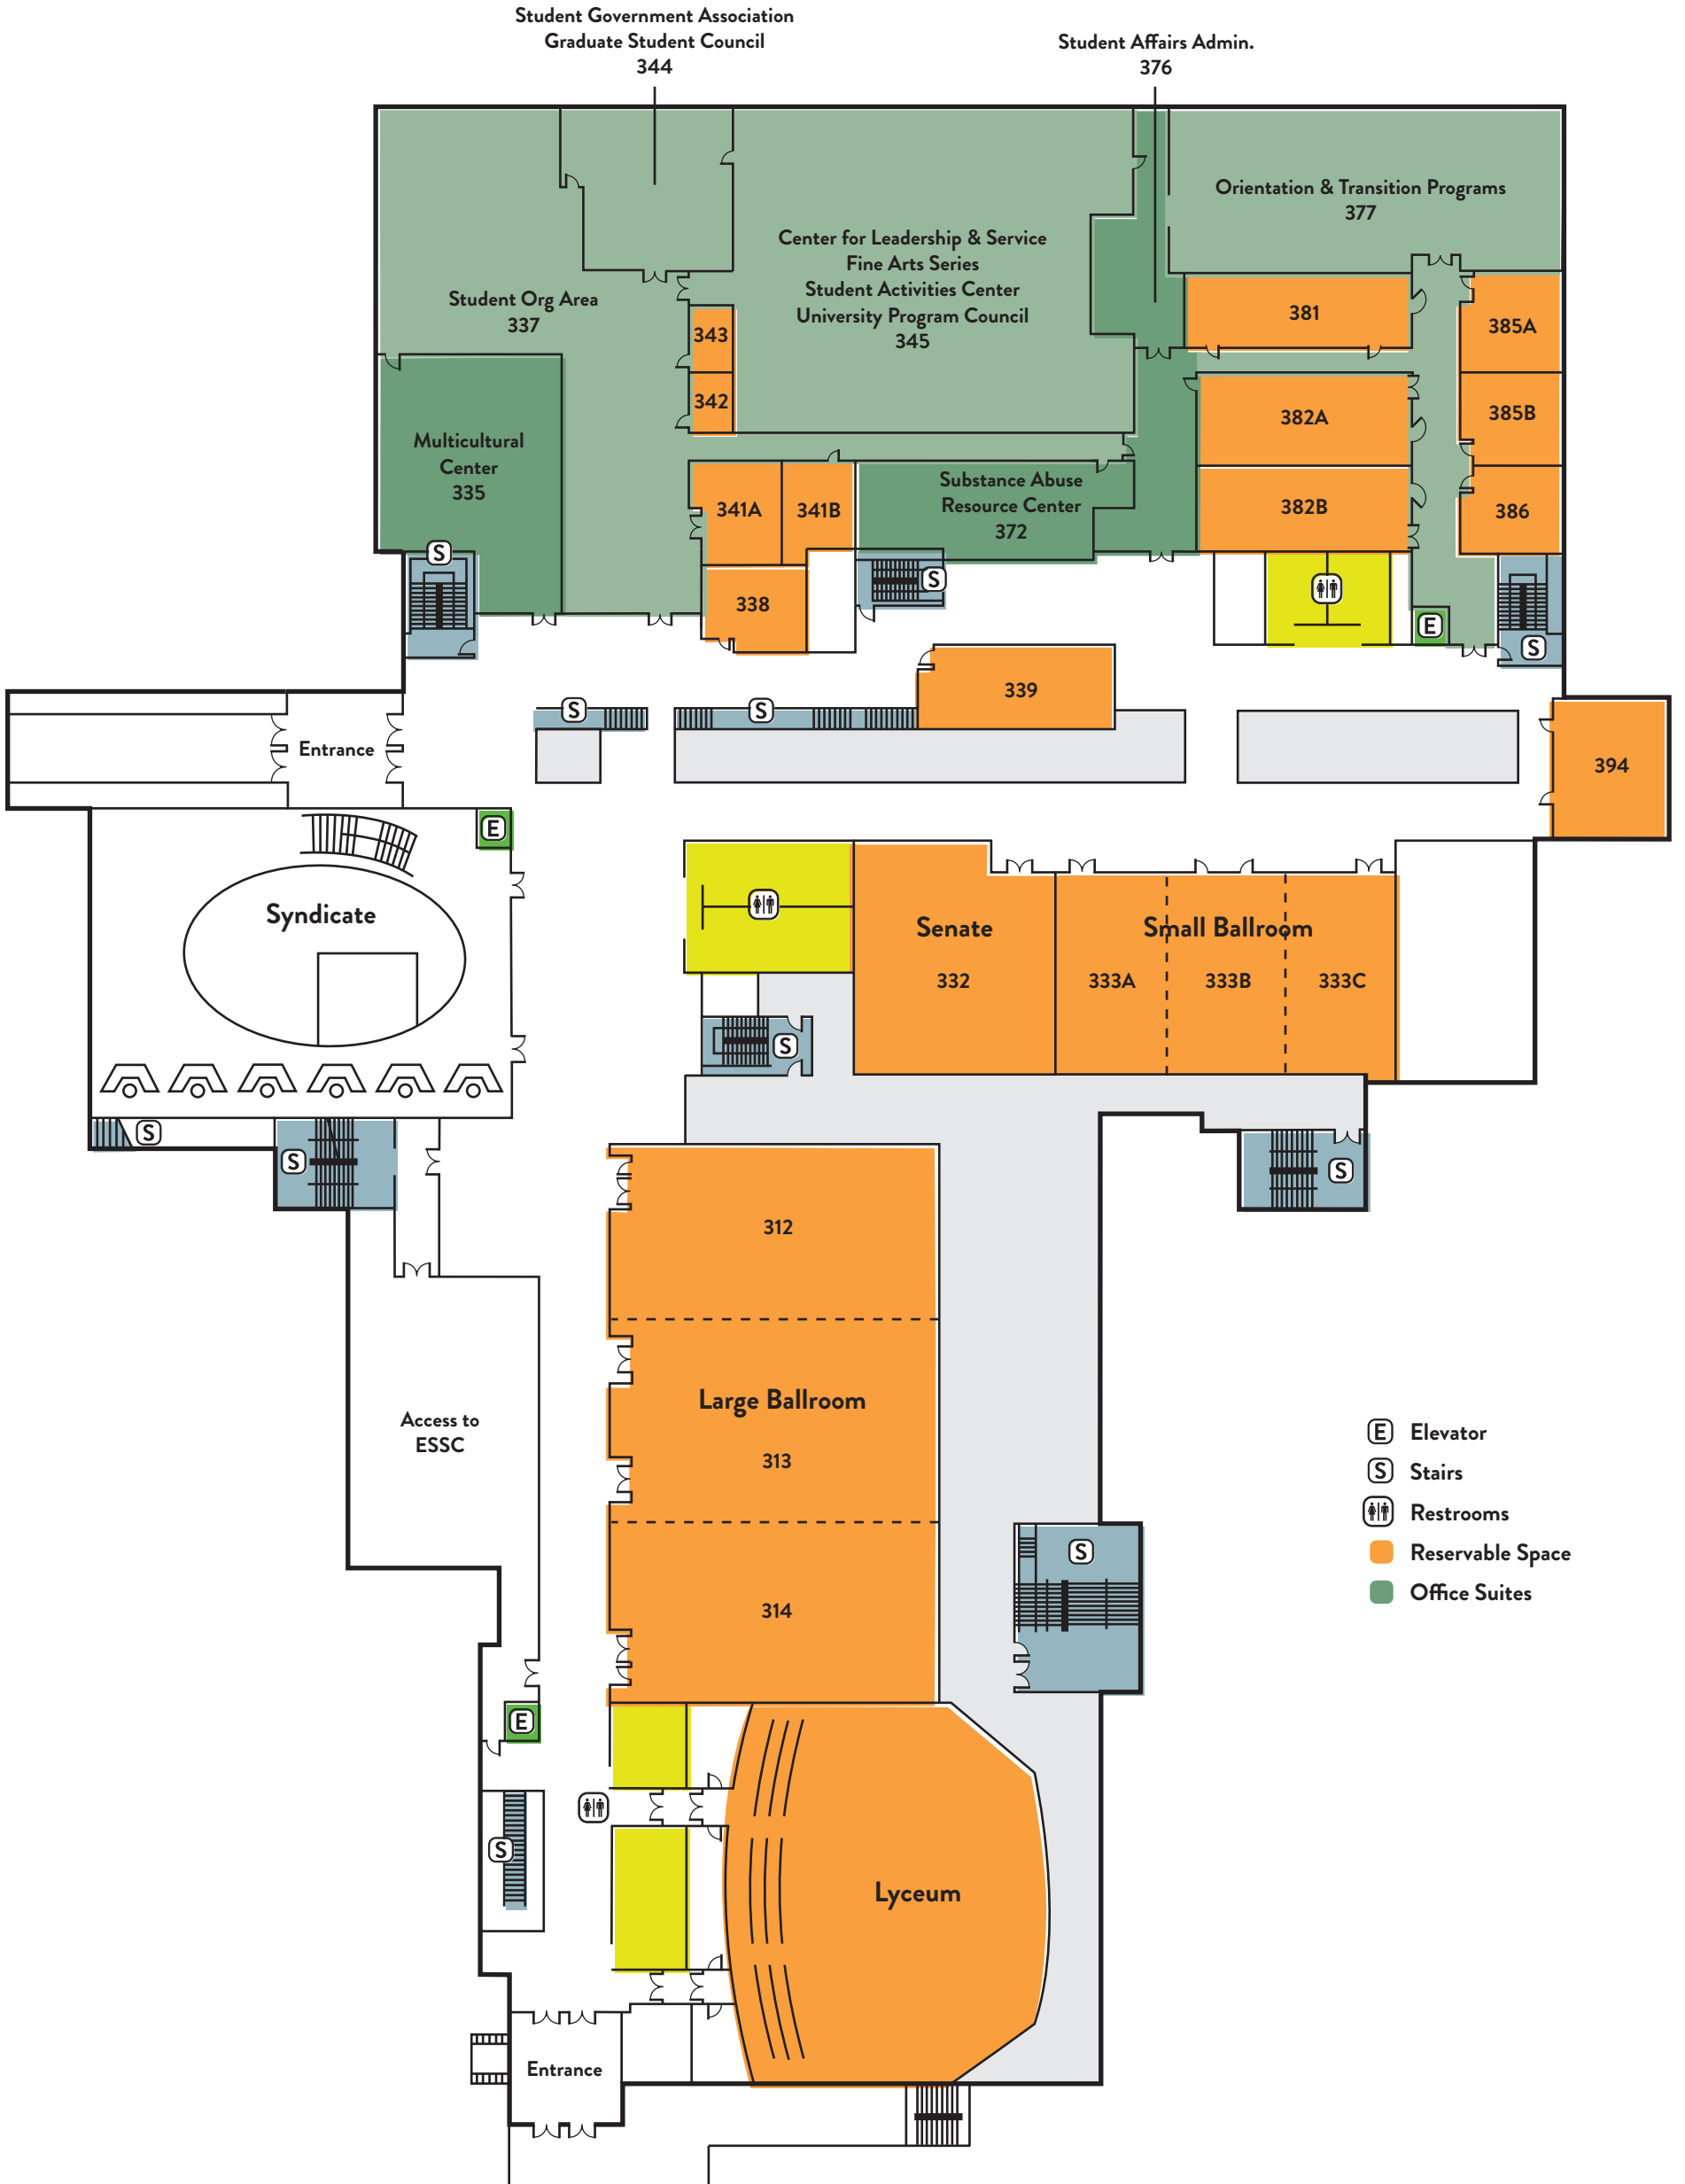 Student Government Association
Graduate Student Council
344
Student Affairs Admin.
376
Orientation & Transition Programs
377
Center for Leadership & Service
Fine Arts Series
Student Activities Center
University Program Council
345
Student Org Area
337
343
342
381
385A
382A
385B
Multicultural
Center
335
341A
341B
Substance Abuse
Resource Center
372
382B
386
S
S
338
E
S
339
S
S
Entrance
394
E
Syndicate
Senate
332
Small Ballroom
333A
333B
333C
S
S
S
S
312
Large Ballroom
313
Access to
ESSC
314
S
E Elevator
S Stairs
Restrooms
Reservable Space
Office Suites
E
S
Lyceum
Entrance